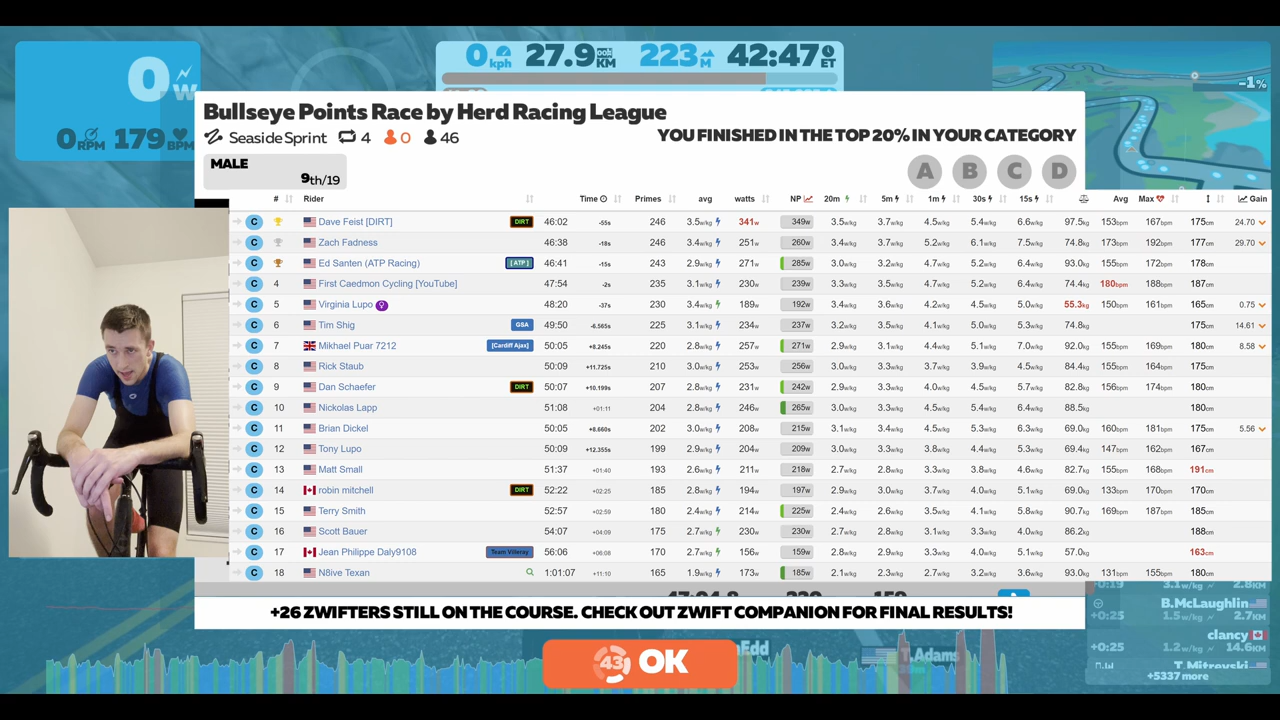 0 kph 27.9 KM 223 M 42:47 ET
0 w
-1%
0 RPM 179 BPM
Bullseye Points Race by Herd Racing League
Seaside Sprint 4 0 46
YOU FINISHED IN THE TOP 20% IN YOUR CATEGORY
MALE
9th/19
A B C D
# Rider Time Primes avg watts NP 20m 5m 1m 30s 15s Avg Max Gain
C Dave Feist [DIRT] DIRT 46:02 -55s 246 3.5w/kg 341w 349w 3.5w/kg 3.7w/kg 4.5w/kg 5.4w/kg 6.6w/kg 97.5kg 153bpm 167bpm 175cm 24.70
C Zach Fadness 46:38 -18s 246 3.4w/kg 251w 260w 3.4w/kg 3.7w/kg 5.2w/kg 6.1w/kg 7.5w/kg 74.8kg 173bpm 192bpm 177cm 29.70
C Ed Santen (ATP Racing) [ATP] 46:41 -15s 243 2.9w/kg 271w 285w 3.0w/kg 3.2w/kg 4.7w/kg 5.2w/kg 6.4w/kg 93.0kg 155bpm 172bpm 178cm
C 4 First Caedmon Cycling [YouTube] 47:54 -2s 235 3.1w/kg 230w 239w 3.3w/kg 3.5w/kg 4.7w/kg 5.2w/kg 6.4w/kg 74.4kg 180bpm 188bpm 187cm
C 5 Virginia Lupo 48:20 -37s 230 3.4w/kg 189w 192w 3.4w/kg 3.6w/kg 4.2w/kg 4.5w/kg 5.0w/kg 55.3kg 150bpm 161bpm 165cm 0.75
C 6 Tim Shig GSA 49:50 -6.565s 225 3.1w/kg 234w 237w 3.2w/kg 3.5w/kg 4.1w/kg 5.0w/kg 5.3w/kg 74.8kg 175cm 14.61
C 7 Mikhael Puar 7212 [Cardiff Ajax] 50:05 +8.245s 220 2.8w/kg 257w 271w 2.9w/kg 3.1w/kg 4.4w/kg 5.1w/kg 7.0w/kg 92.0kg 155bpm 169bpm 180cm 8.58
C 8 Rick Staub 50:09 +11.725s 210 3.0w/kg 253w 256w 3.0w/kg 3.3w/kg 3.7w/kg 3.9w/kg 4.5w/kg 84.4kg 155bpm 164bpm 175cm
C 9 Dan Schaefer DIRT 50:09 +10.199s 207 2.8w/kg 231w 242w 2.9w/kg 3.3w/kg 4.0w/kg 4.5w/kg 5.7w/kg 82.8kg 156bpm 174bpm 180cm
C 10 Nickolas Lapp 51:08 +01:11 204 2.8w/kg 246w 265w 3.0w/kg 3.3w/kg 4.5w/kg 5.4w/kg 6.4w/kg 88.5kg 180cm
C 11 Brian Dickel 50:05 +8.660s 202 3.0w/kg 208w 215w 3.1w/kg 3.4w/kg 4.5w/kg 5.3w/kg 6.3w/kg 69.0kg 160bpm 181bpm 175cm 5.56
C 12 Tony Lupo 50:09 +12.355s 199 2.9w/kg 204w 209w 3.0w/kg 3.3w/kg 3.8w/kg 4.4w/kg 5.3w/kg 69.4kg 147bpm 162bpm 167cm
C 13 Matt Small 51:37 +01:40 193 2.6w/kg 211w 218w 2.7w/kg 2.8w/kg 3.5w/kg 3.8w/kg 4.6w/kg 82.7kg 155bpm 168bpm 191cm
C 14 robin mitchell DIRT 52:22 +02:25 185 2.8w/kg 194w 197w 2.9w/kg 3.0w/kg 3.7w/kg 4.0w/kg 5.1w/kg 69.0kg 133bpm 170bpm 170cm
C 15 Terry Smith 52:57 +02:59 180 2.4w/kg 214w 225w 2.4w/kg 2.6w/kg 3.5w/kg 4.1w/kg 5.8w/kg 90.7kg 169bpm 187bpm 185cm
C 16 Scott Bauer 54:07 +04:09 175 2.7w/kg 230w 230w 2.7w/kg 2.8w/kg 3.1w/kg 3.3w/kg 4.0w/kg 86.2kg 188cm
C 17 Jean Philippe Daly9108 Team Villeray 56:06 +06:08 170 2.7w/kg 156w 159w 2.8w/kg 2.9w/kg 3.3w/kg 4.0w/kg 5.1w/kg 57.0kg 163cm
C 18 N8ive Texan 1:01:07 +11:10 165 1.9w/kg 173w 185w 2.1w/kg 2.3w/kg 2.7w/kg 3.2w/kg 3.6w/kg 93.0kg 131bpm 155bpm 180cm
+26 ZWIFTERS STILL ON THE COURSE. CHECK OUT ZWIFT COMPANION FOR FINAL RESULTS!
+0:19 3.1w/kg 2.8KM
B.McLaughlin
+0:25 1.5 w/kg 2.7KM
clancy
+0:25 1.2 w/kg 14.6KM
T.Mitrevski
+5337 more
43 OK
T.Adams